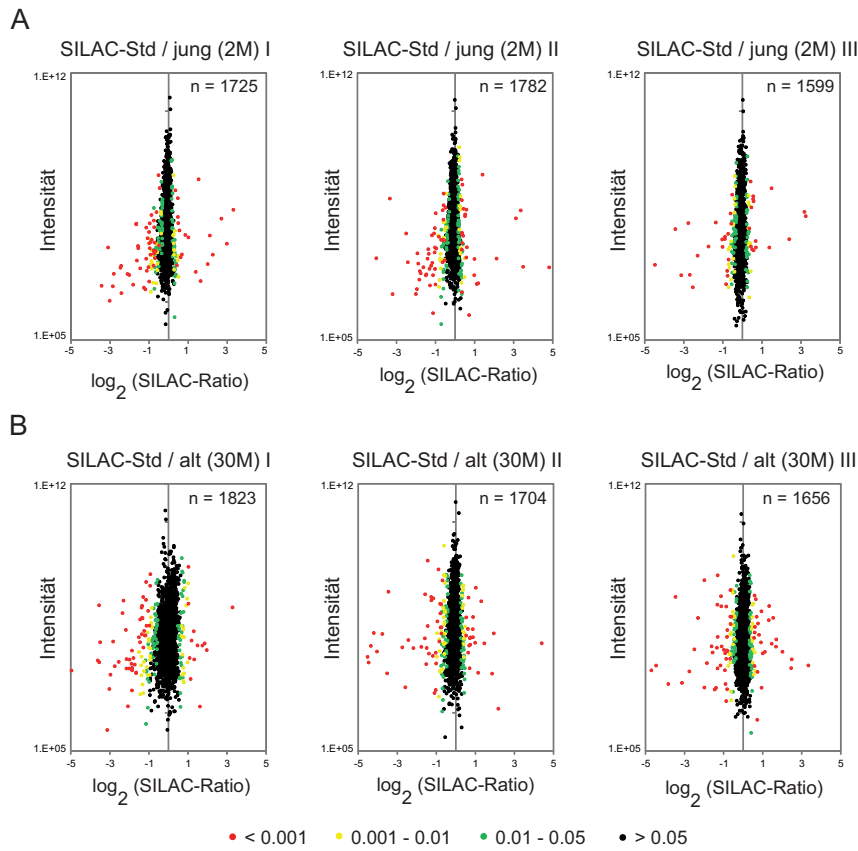 A
SILAC-Std / jung (2M) I
SILAC-Std / jung (2M) II
SILAC-Std / jung (2M) III
1.E+12
n = 1725
1.E+12
n = 1782
1.E+12
n = 1599
Intensität
Intensität
Intensität
1.E+05
1.E+05
1.E+05
-5 -3 -1 1 3 5
-5 -3 -1 1 3 5
-5 -3 -1 1 3 5
log2 (SILAC-Ratio)
log2 (SILAC-Ratio)
log2 (SILAC-Ratio)
B
SILAC-Std / alt (30M) I
SILAC-Std / alt (30M) II
SILAC-Std / alt (30M) III
1.E+12
n = 1823
1.E+12
n = 1704
1.E+12
n = 1656
Intensität
Intensität
Intensität
1.E+05
1.E+05
1.E+05
-5 -3 -1 1 3 5
-5 -3 -1 1 3 5
-5 -3 -1 1 3 5
log2 (SILAC-Ratio)
log2 (SILAC-Ratio)
log2 (SILAC-Ratio)
< 0.001 0.001 - 0.01 0.01 - 0.05 > 0.05